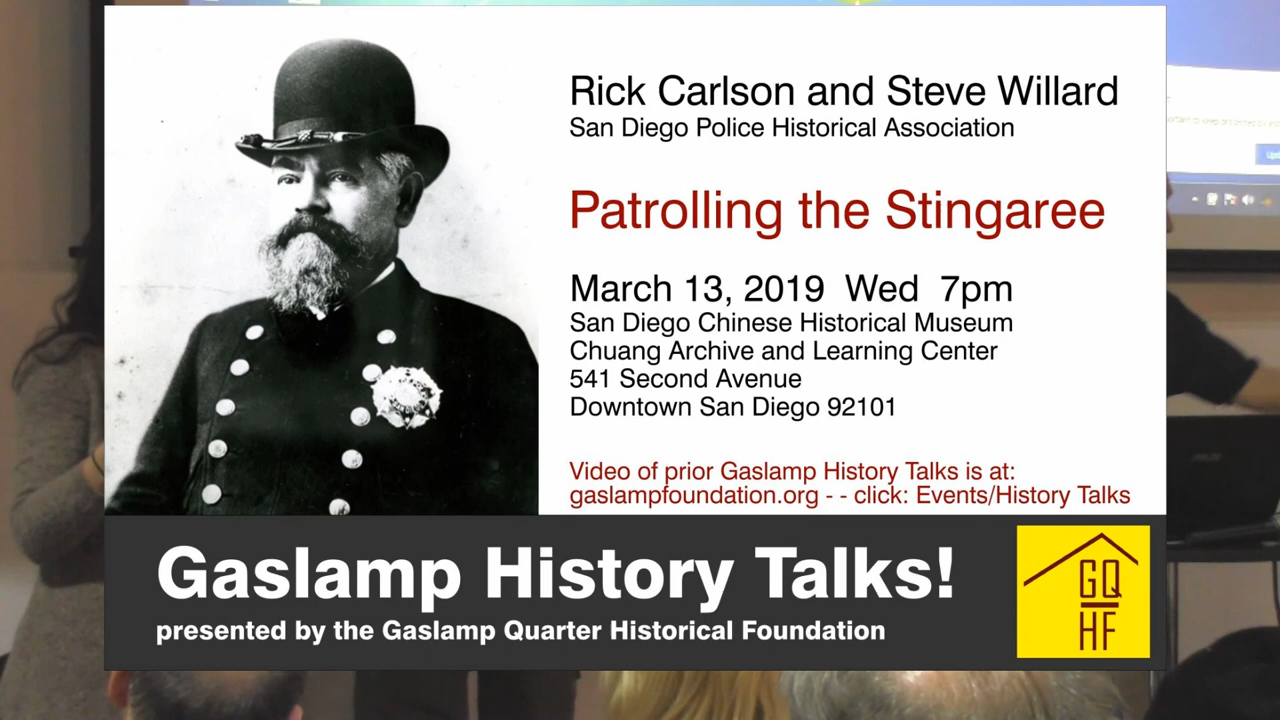 Rick Carlson and Steve Willard
San Diego Police Historical Association
Patrolling the Stingaree
March 13, 2019 Wed 7pm
San Diego Chinese Historical Museum
Chuang Archive and Learning Center
541 Second Avenue
Downtown San Diego 92101
Video of prior Gaslamp History Talks is at:
gaslampfoundation.org - - click: Events/History Talks
Gaslamp History Talks!
presented by the Gaslamp Quarter Historical Foundation
GQ
HF